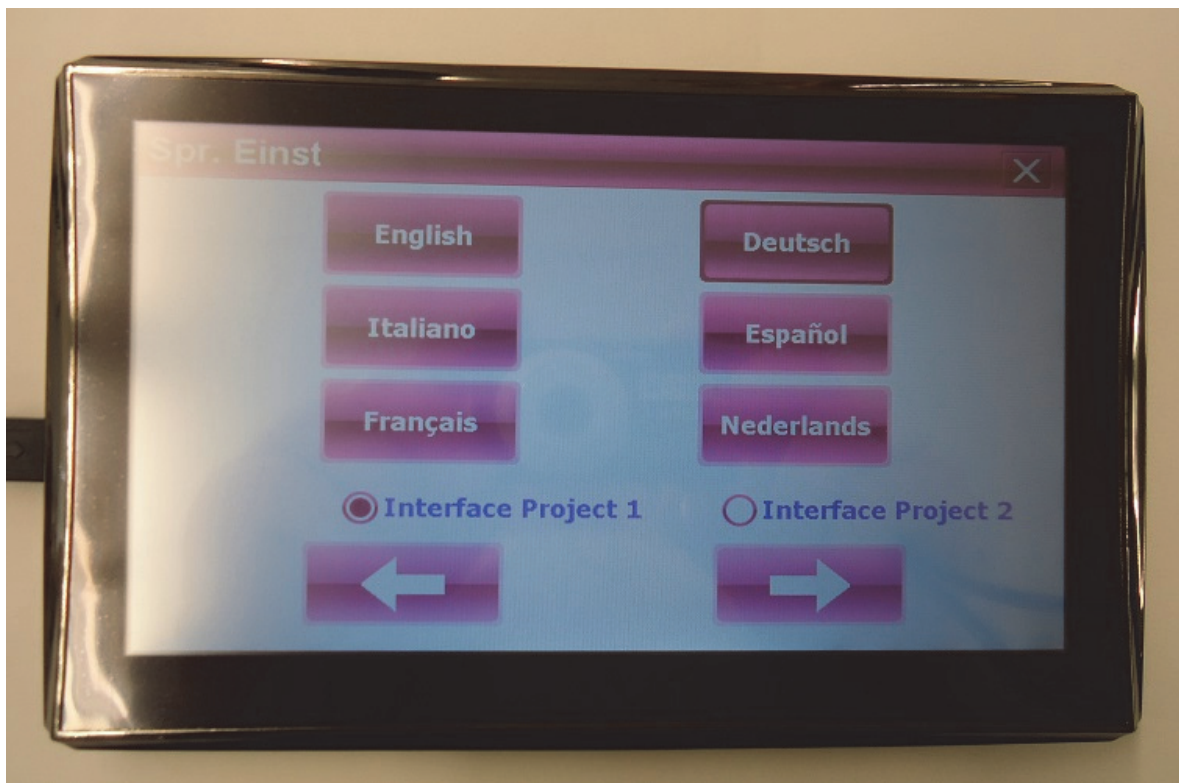 Spr. Einst
English Deutsch
Italiano Español
Français Nederlands
Interface Project 1 Interface Project 2